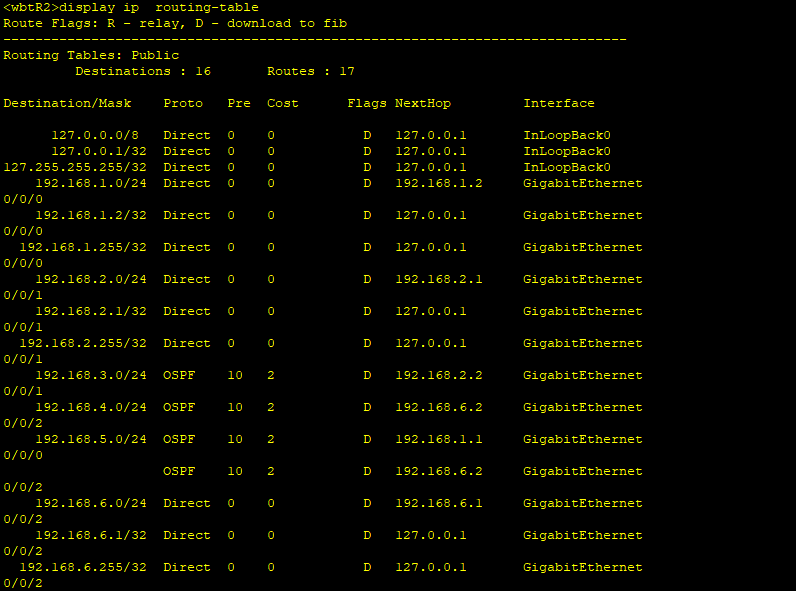 <wbtR2>display ip  routing-table
Route Flags: R - relay, D - download to fib
------------------------------------------------------------------------------
Routing Tables: Public
         Destinations : 16       Routes : 17

Destination/Mask    Proto   Pre  Cost      Flags NextHop         Interface

      127.0.0.0/8   Direct  0    0           D   127.0.0.1       InLoopBack0
      127.0.0.1/32  Direct  0    0           D   127.0.0.1       InLoopBack0
127.255.255.255/32  Direct  0    0           D   127.0.0.1       InLoopBack0
    192.168.1.0/24  Direct  0    0           D   192.168.1.2     GigabitEthernet
0/0/0
    192.168.1.2/32  Direct  0    0           D   127.0.0.1       GigabitEthernet
0/0/0
  192.168.1.255/32  Direct  0    0           D   127.0.0.1       GigabitEthernet
0/0/0
    192.168.2.0/24  Direct  0    0           D   192.168.2.1     GigabitEthernet
0/0/1
    192.168.2.1/32  Direct  0    0           D   127.0.0.1       GigabitEthernet
0/0/1
  192.168.2.255/32  Direct  0    0           D   127.0.0.1       GigabitEthernet
0/0/1
    192.168.3.0/24  OSPF    10   2           D   192.168.2.2     GigabitEthernet
0/0/1
    192.168.4.0/24  OSPF    10   2           D   192.168.6.2     GigabitEthernet
0/0/2
    192.168.5.0/24  OSPF    10   2           D   192.168.1.1     GigabitEthernet
0/0/0
                    OSPF    10   2           D   192.168.6.2     GigabitEthernet
0/0/2
    192.168.6.0/24  Direct  0    0           D   192.168.6.1     GigabitEthernet
0/0/2
    192.168.6.1/32  Direct  0    0           D   127.0.0.1       GigabitEthernet
0/0/2
  192.168.6.255/32  Direct  0    0           D   127.0.0.1       GigabitEthernet
0/0/2